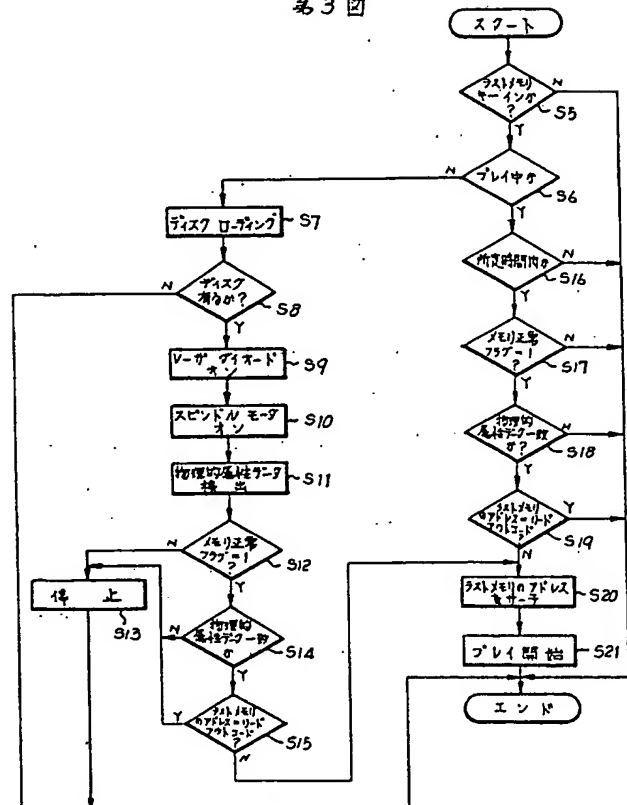 第3図
スタート
ラストメモリ
キーインか
?
N
S5
Y
プレイ中か
N
S6
Y
ディスク ローディング
S7
所定時間内か
N
S16
Y
ディスク
有るか?
N
S8
Y
メモリ正常
フラグ=1
?
N
S17
Y
レーザ ダイオード
オン
S9
スピンドル モータ
オン
S10
物理的
属性データ一致
か?
N
S18
Y
物理的属性データ
検出
S11
ラストメモリ
のアドレス=リード
アウトコード
?
Y
S19
N
メモリ正常
フラグ=1
?
N
S12
Y
停止
S13
ラストメモリのアドレス
をサーチ
S20
物理的
属性データ一致
か
N
S14
Y
プレイ開始
S21
ラストメモリ
のアドレス=リード
アウトコード
?
Y
S15
N
エンド